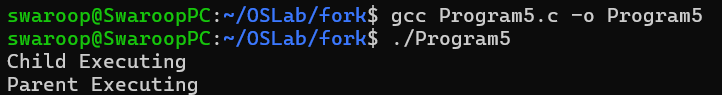 swaroop@SwaroopPC:~/OSLab/fork$ gcc Program5.c -o Program5
swaroop@SwaroopPC:~/OSLab/fork$ ./Program5
Child Executing
Parent Executing